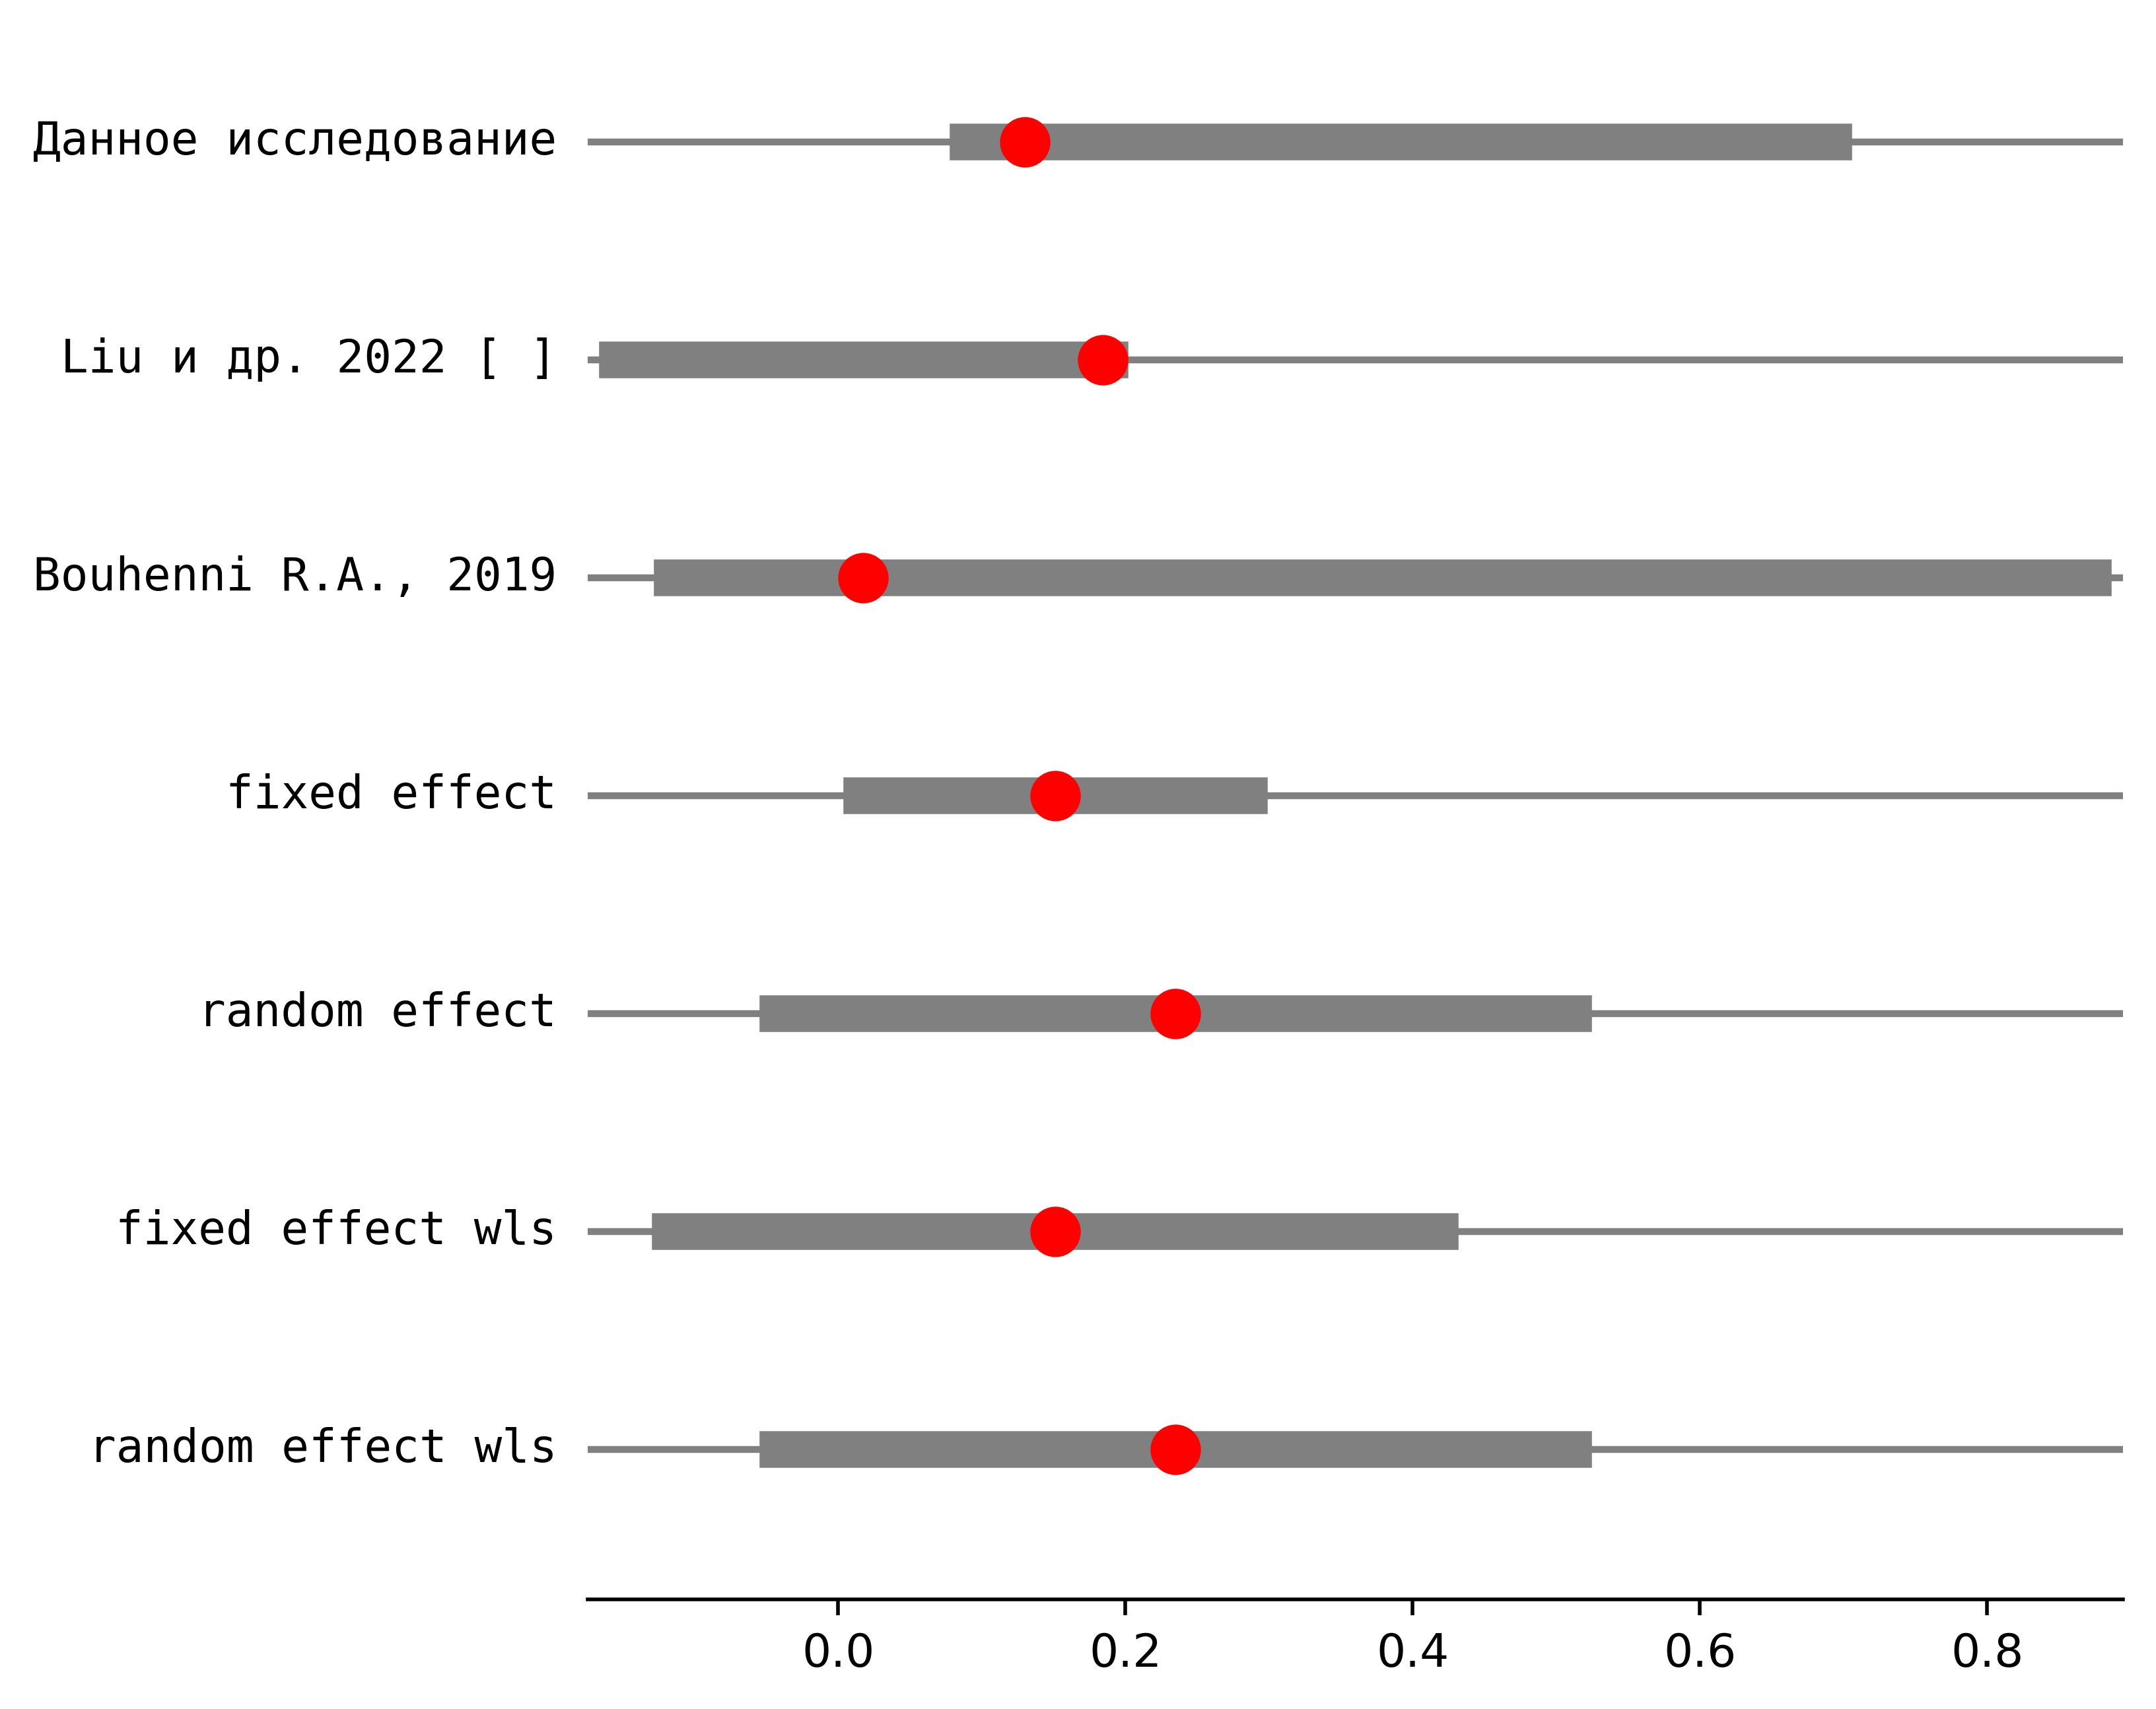 Данное исследование
Liu и др. 2022 [ ]
Bouhenni R.A., 2019
fixed effect
random effect
fixed effect wls
random effect wls
0.0 0.2 0.4 0.6 0.8